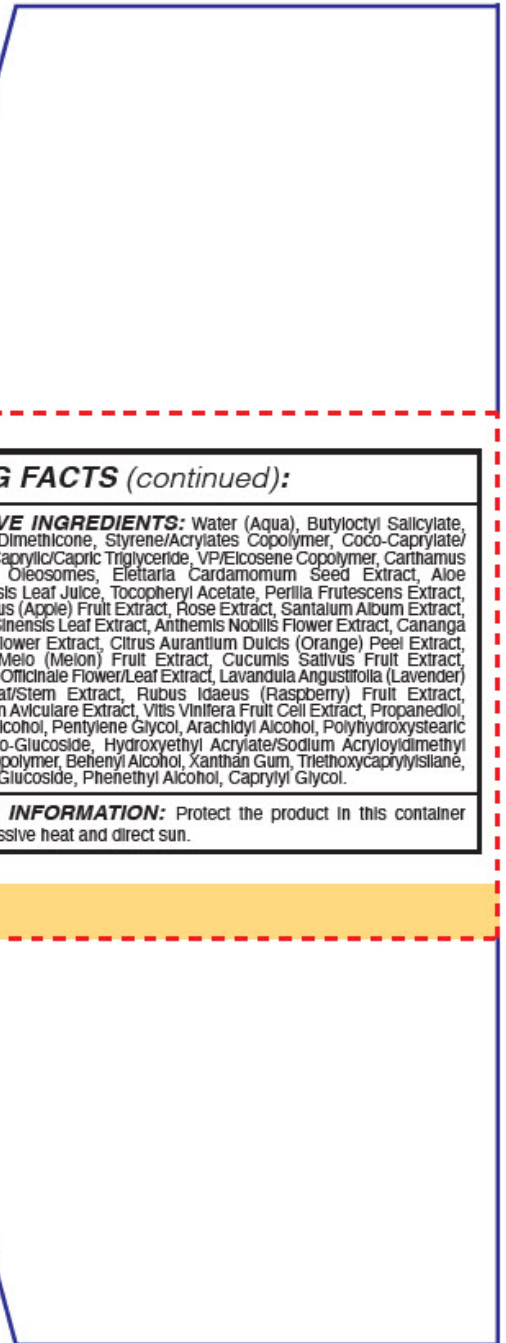 G FACTS (continued):
VE INGREDIENTS: Water (Aqua), Butyloctyl Salicylate,
Dimethicone, Styrene/Acrylates Copolymer, Coco-Caprylate/
Caprylic/Capric Triglyceride, VP/Eicosene Copolymer, Carthamus
Oleosomes, Elettaria Cardamomum Seed Extract, Aloe
sis Leaf Juice, Tocopheryl Acetate, Perilla Frutescens Extract,
us (Apple) Fruit Extract, Rose Extract, Santalum Album Extract,
Sinensis Leaf Extract, Anthemis Nobilis Flower Extract, Cananga
lower Extract, Citrus Aurantium Dulcis (Orange) Peel Extract,
Melo (Melon) Fruit Extract, Cucumis Sativus Fruit Extract,
Officinale Flower/Leaf Extract, Lavandula Angustifolia (Lavender)
af/Stem Extract, Rubus Idaeus (Raspberry) Fruit Extract,
n Aviculare Extract, Vitis Vinifera Fruit Cell Extract, Propanediol,
lcohol, Pentylene Glycol, Arachidyl Alcohol, Polyhydroxystearic
o-Glucoside, Hydroxyethyl Acrylate/Sodium Acryloyldimethyl
opolymer, Behenyl Alcohol, Xanthan Gum, Triethoxycaprylylsilane,
Glucoside, Phenethyl Alcohol, Caprylyl Glycol.
INFORMATION: Protect the product in this container
ssive heat and direct sun.